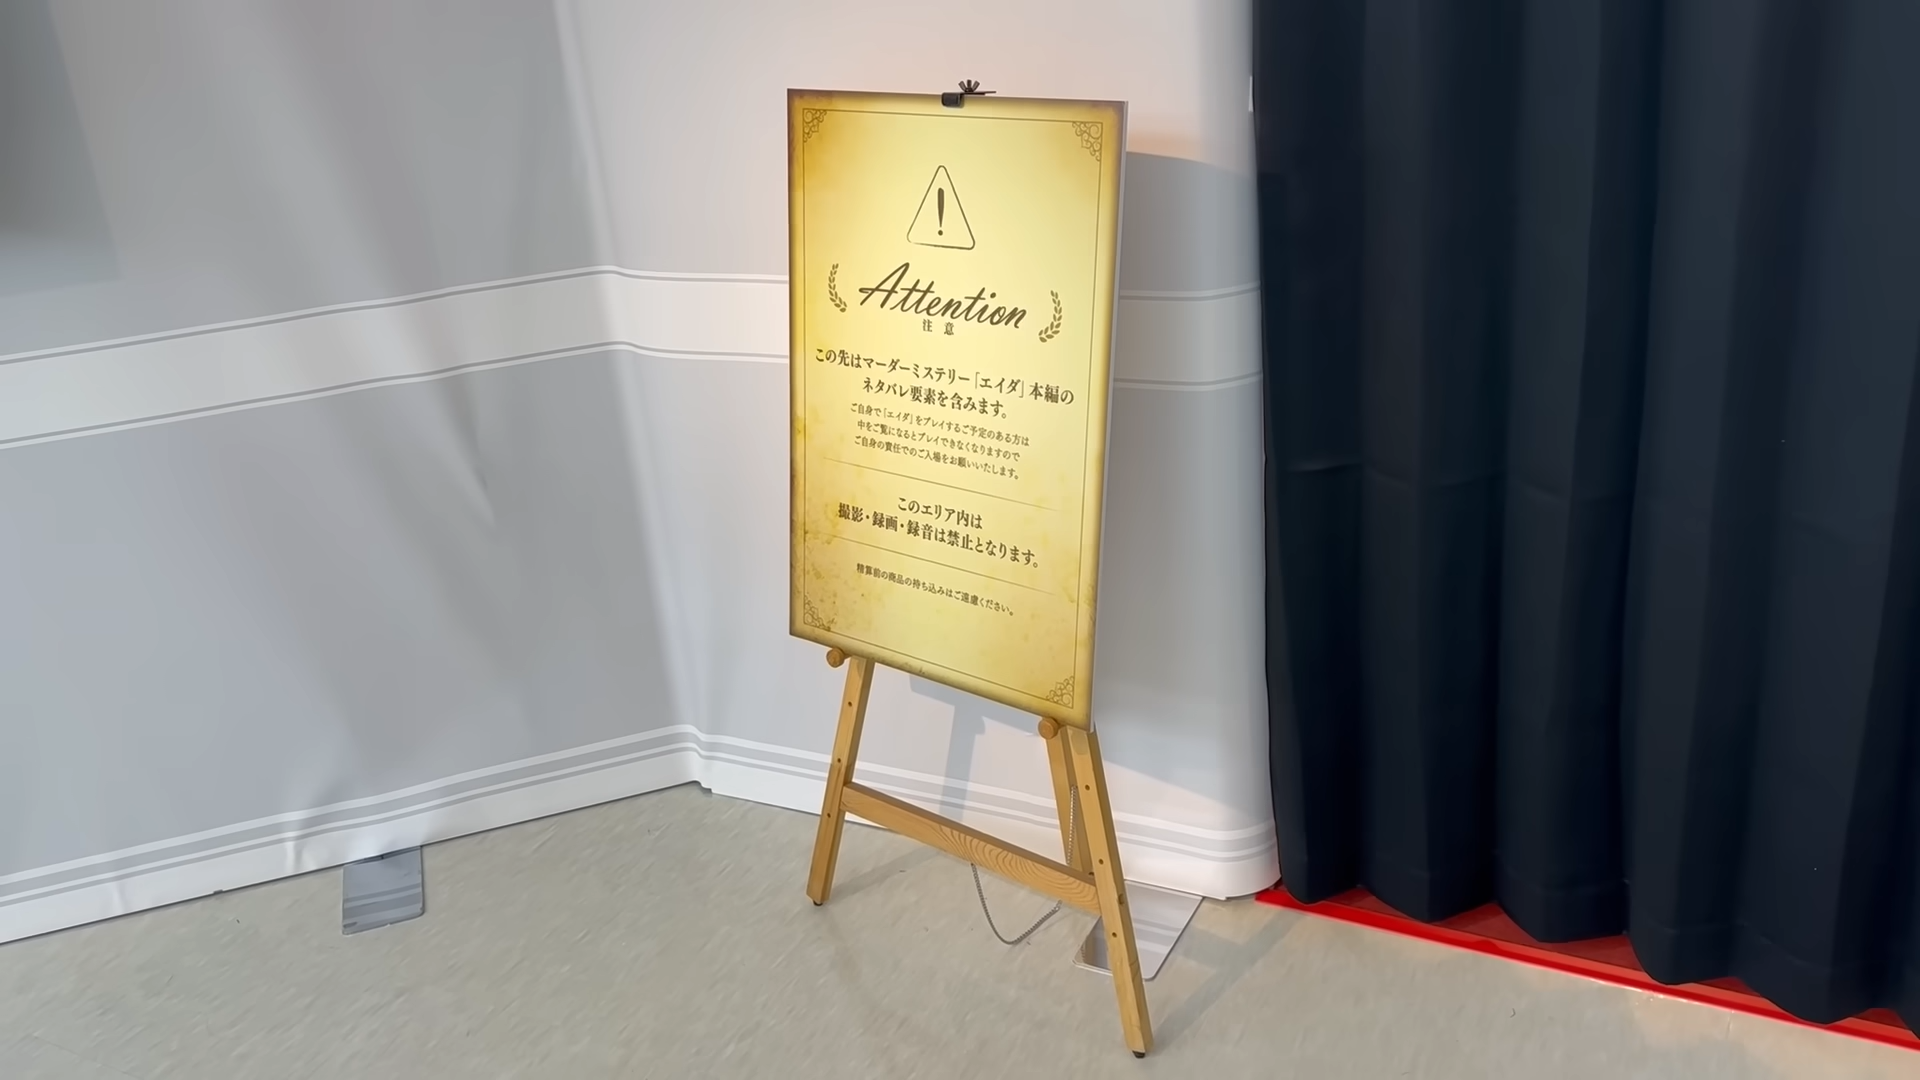 Attention
注意
この先はマーダーミステリー「エイダ」本編の
ネタバレ要素を含みます。
ご自身で「エイダ」をプレイするご予定のある方は
中をご覧になるとプレイできなくなりますので
ご自身の責任でのご入場をお願いいたします。
このエリア内は
撮影・録画・録音は禁止となります。
精算前の商品の持ち込みはご遠慮ください。